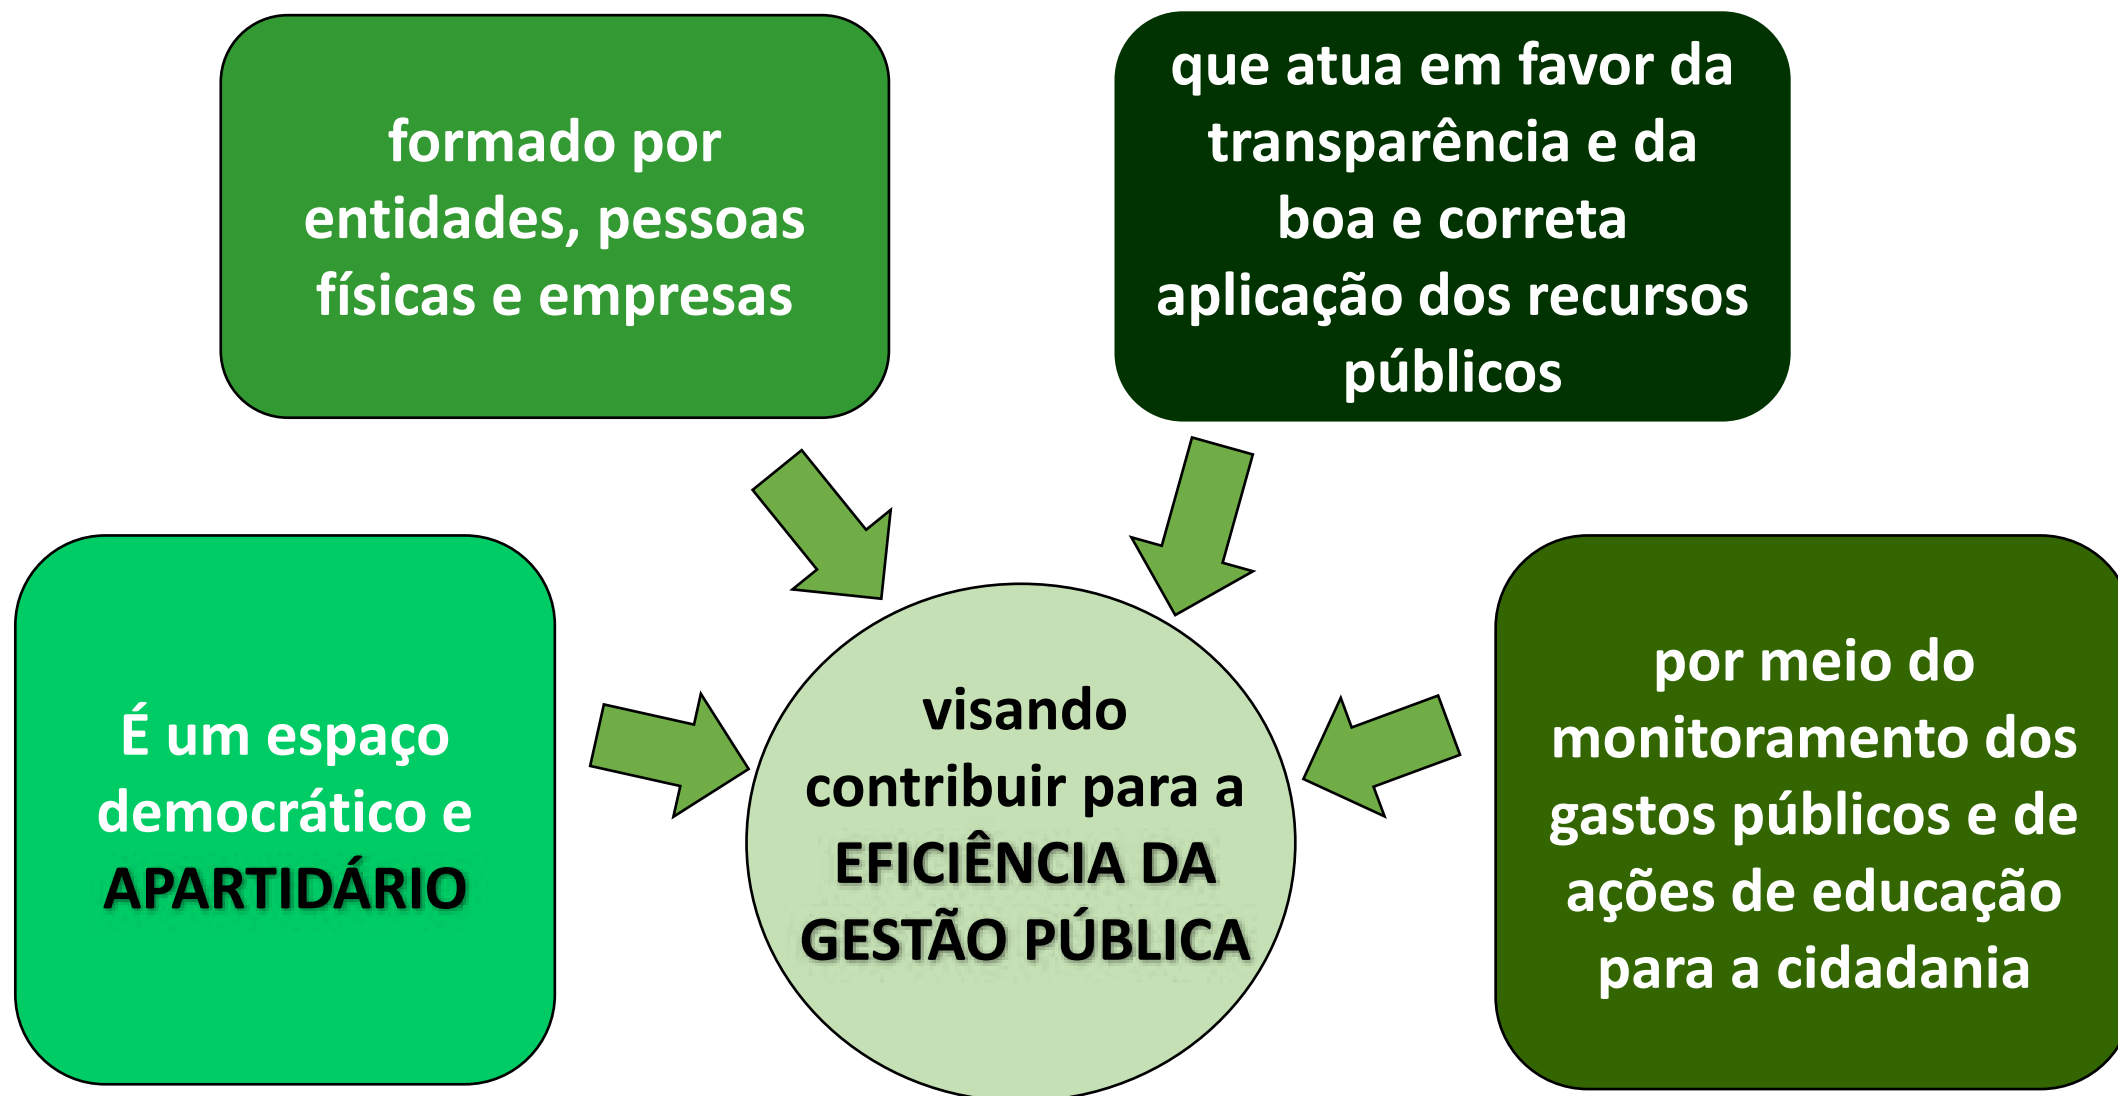 É um espaço
democrático e
APARTIDÁRIO
formado por
entidades, pessoas
físicas e empresas
que atua em favor da
transparência e da
boa e correta
aplicação dos recursos
públicos
por meio do
monitoramento dos
gastos públicos e de
ações de educação
para a cidadania
visando
contribuir para a
EFICIÊNCIA DA
GESTÃO PÚBLICA